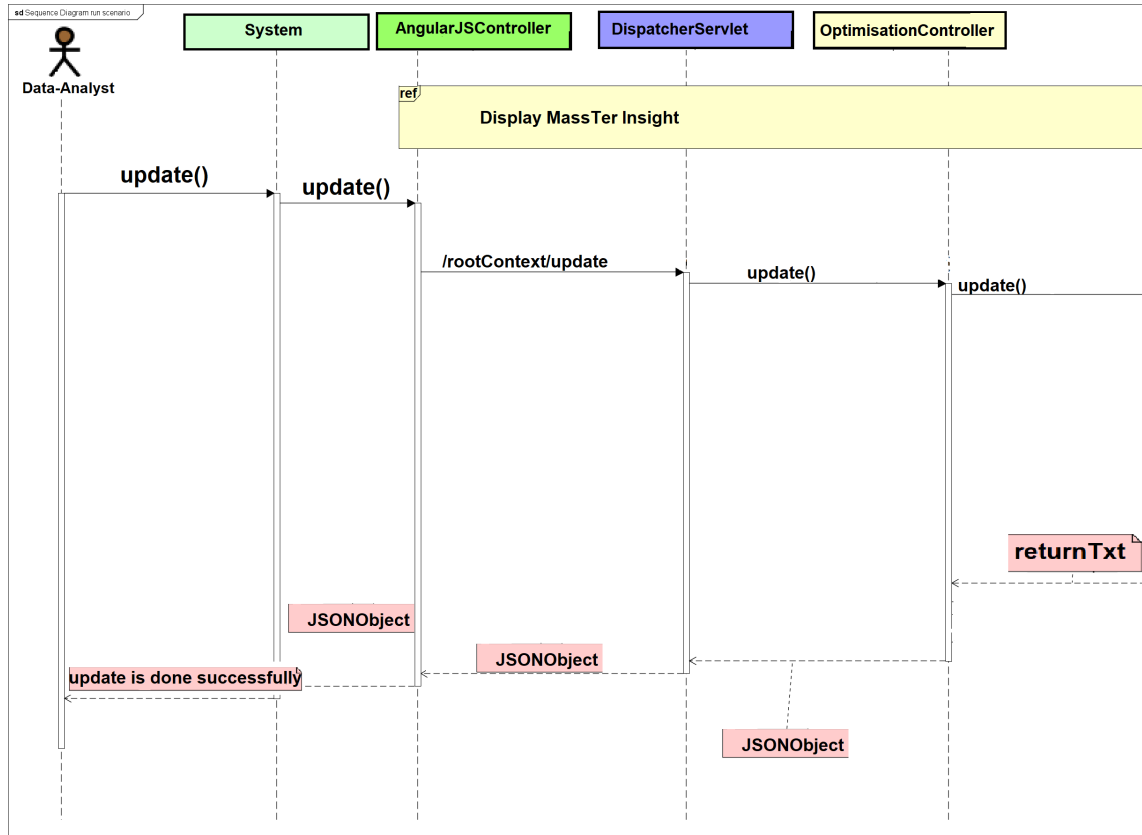 sd Sequence Diagram run scenario
System
AngularJSController
DispatcherServlet
OptimisationController
Data-Analyst
ref
Display MassTer Insight
update()
update()
/rootContext/update
update()
update()
returnTxt
JSONObject
JSONObject
update is done successfully
JSONObject